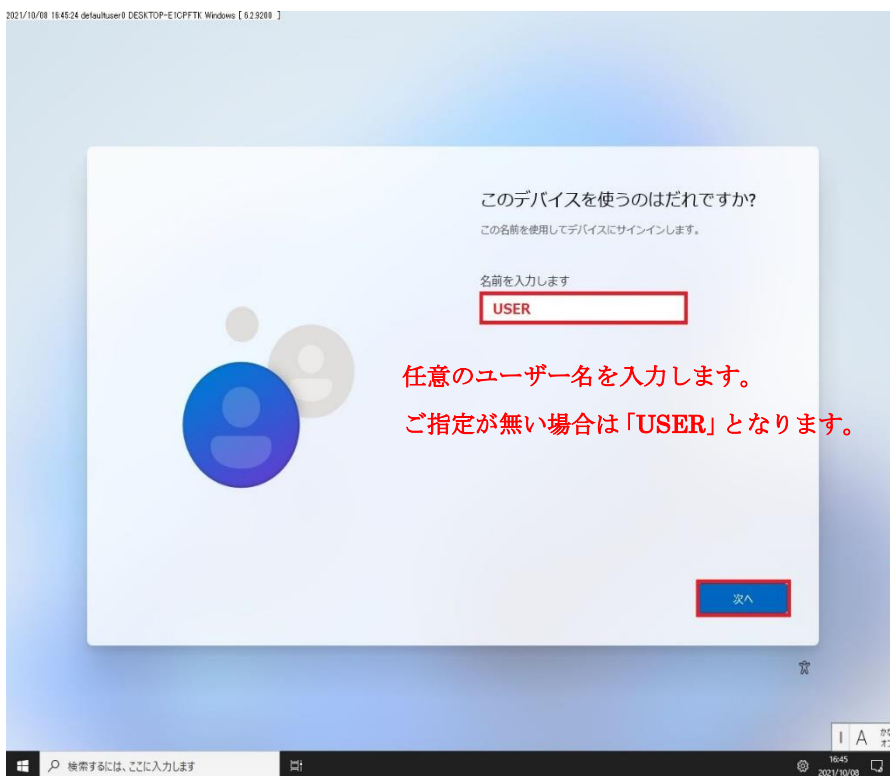 2021/10/08 16:45:24 defaultuser0 DESKTOP-E1CPFTK Windows [ 6.2.9200 ]
このデバイスを使うのはだれですか?
この名前を使用してデバイスにサインインします。
名前を入力します
USER
任意のユーザー名を入力します。
ご指定が無い場合は「USER」となります。
次へ
A
検索するには、ここに入力します
16:45
2021/10/08